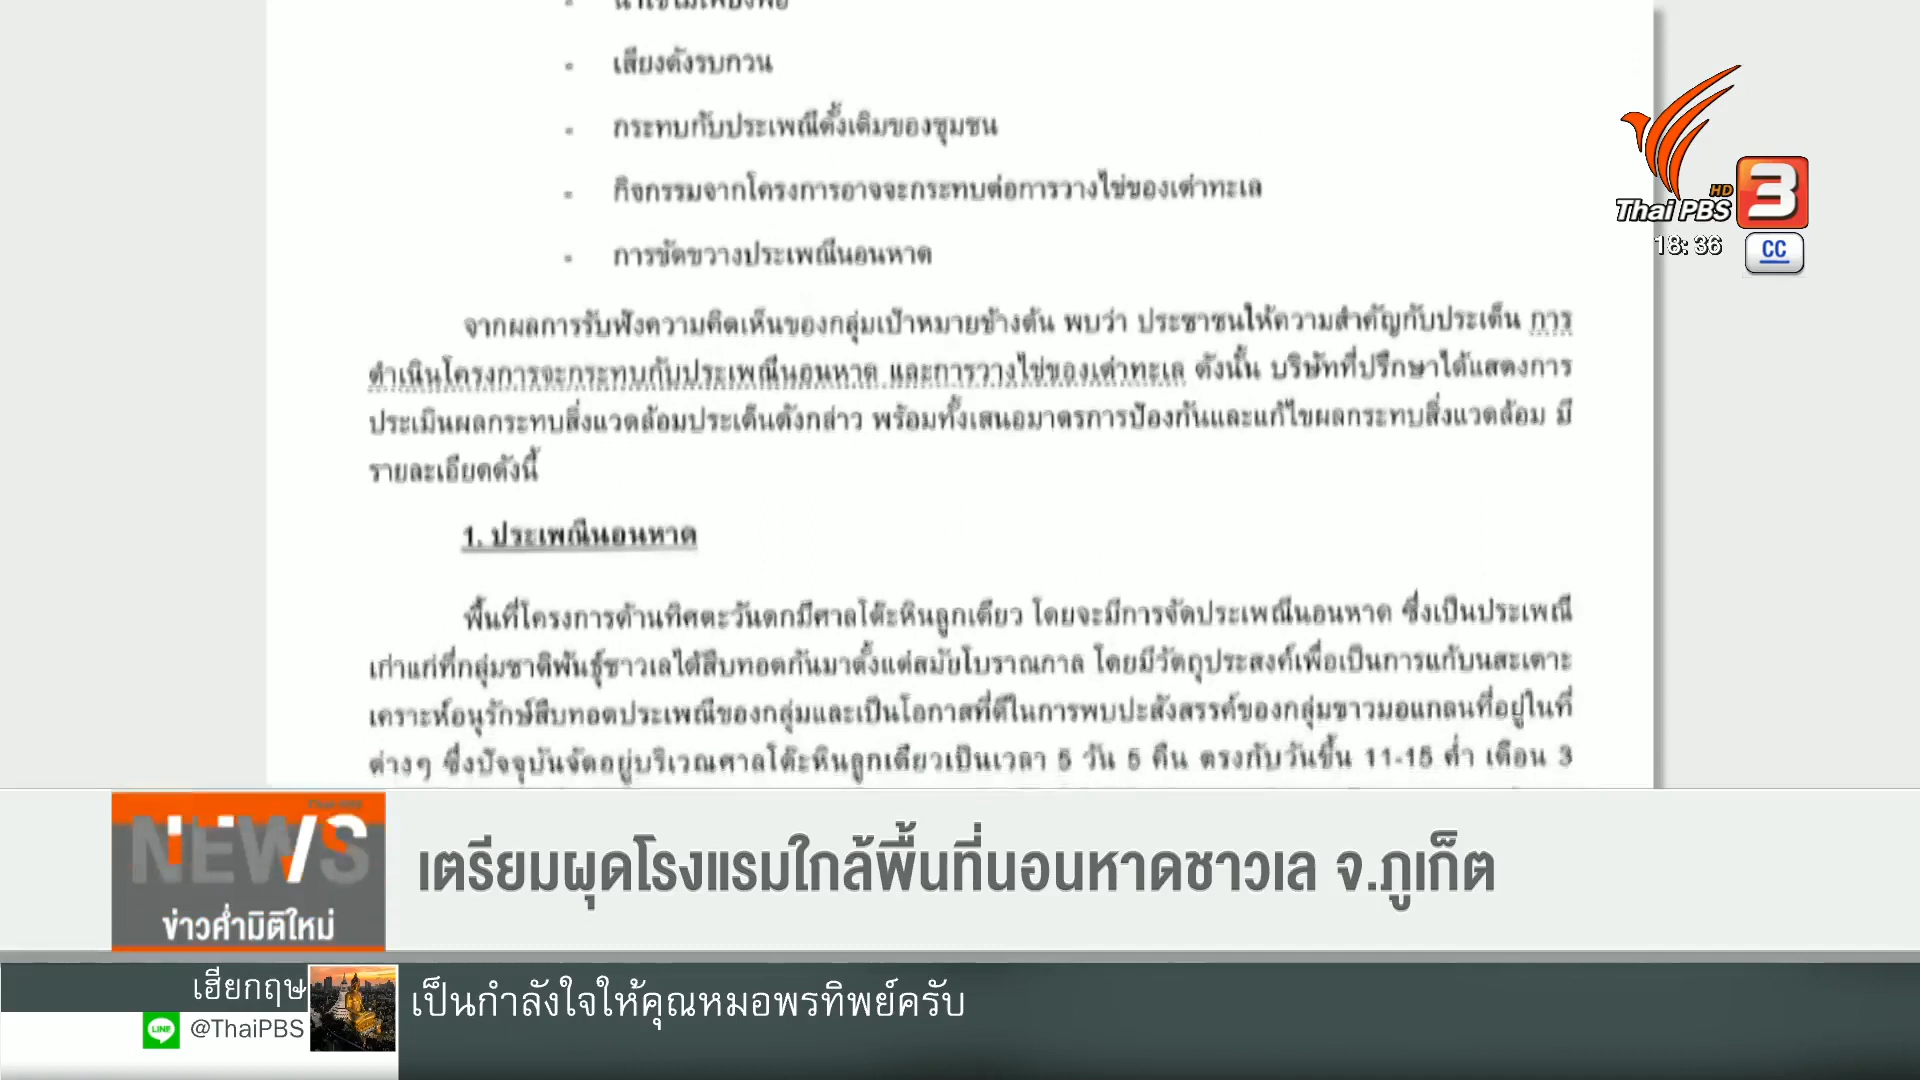 - น้ำใช้ไม่เพียงพอ
- เสียงดังรบกวน
- กระทบกับประเพณีดั้งเดิมของชุมชน
- กิจกรรมจากโครงการอาจจะกระทบต่อการวางไข่ของเต่าทะเล
- การขัดขวางประเพณีนอนหาด
HD
Thai PBS 3
18:36 CC
จากผลการรับฟังความคิดเห็นของกลุ่มเป้าหมายข้างต้น พบว่า ประชาชนให้ความสำคัญกับประเด็น การ
ดำเนินโครงการจะกระทบกับประเพณีนอนหาด และการวางไข่ของเต่าทะเล ดังนั้น บริษัทที่ปรึกษาได้แสดงการ
ประเมินผลกระทบสิ่งแวดล้อมประเด็นดังกล่าว พร้อมทั้งเสนอมาตรการป้องกันและแก้ไขผลกระทบสิ่งแวดล้อม มี
รายละเอียดดังนี้
1. ประเพณีนอนหาด
พื้นที่โครงการด้านทิศตะวันตกมีศาลโต๊ะหินลูกเดียว โดยจะมีการจัดประเพณีนอนหาด ซึ่งเป็นประเพณี
เก่าแก่ที่กลุ่มชาติพันธุ์ชาวเลได้สืบทอดกันมาตั้งแต่สมัยโบราณกาล โดยมีวัตถุประสงค์เพื่อเป็นการแก้บนสะเดาะ
เคราะห์อนุรักษ์สืบทอดประเพณีของกลุ่มและเป็นโอกาสที่ดีในการพบปะสังสรรค์ของกลุ่มชาวมอแกลนที่อยู่ในที่
ต่างๆ ซึ่งปัจจุบันจัดอยู่บริเวณศาลโต๊ะหินลูกเดียวเป็นเวลา 5 วัน 5 คืน ตรงกับวันขึ้น 11-15 ค่ำ เดือน 3
Thai PBS
NEWS
ข่าวค่ำมิติใหม่
เตรียมผุดโรงแรมใกล้พื้นที่นอนหาดชาวเล จ.ภูเก็ต
เฮียกฤษ
LINE @ThaiPBS
เป็นกำลังใจให้คุณหมอพรทิพย์ครับ